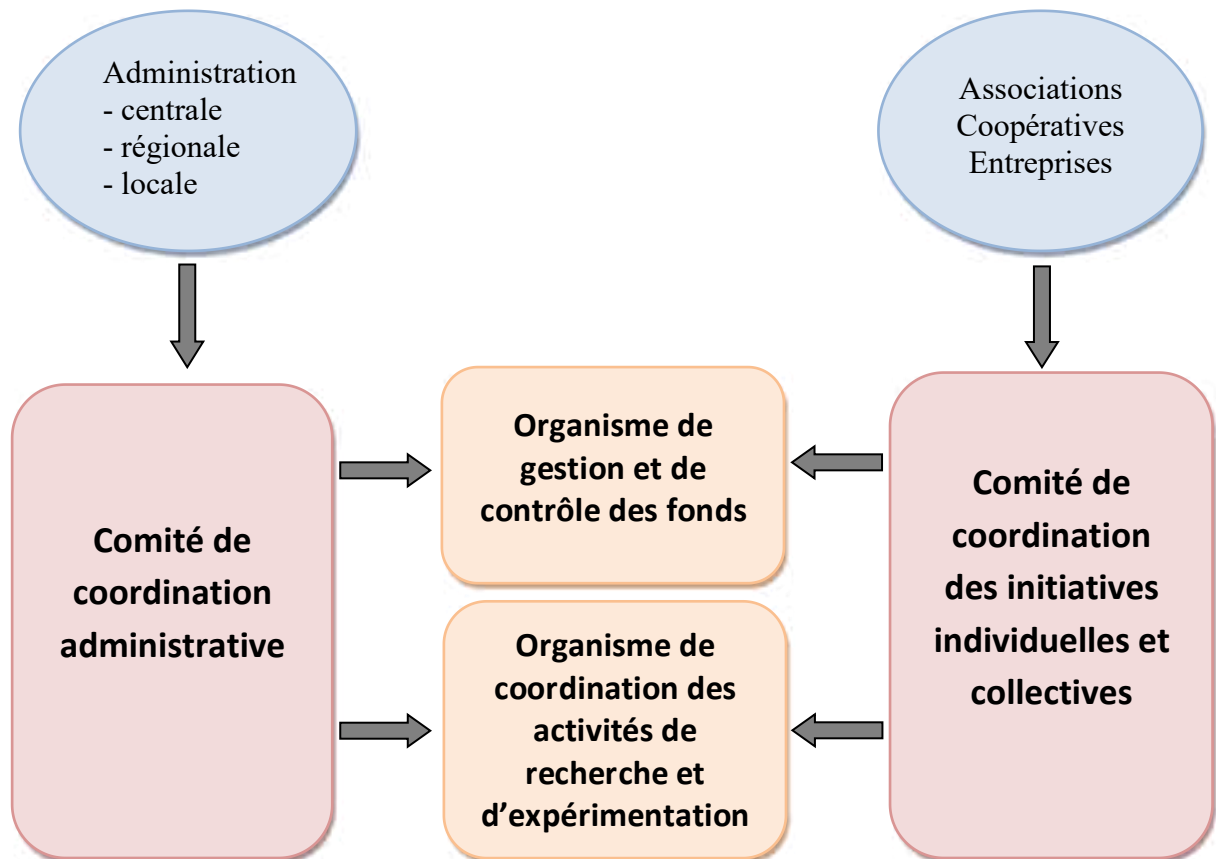 Administration
- centrale
- régionale
- locale
Associations
Coopératives
Entreprises
Comité de
coordination
administrative
Organisme de
gestion et de
contrôle des fonds
Organisme de
coordination des
activités de
recherche et
d'expérimentation
Comité de
coordination
des initiatives
individuelles et
collectives